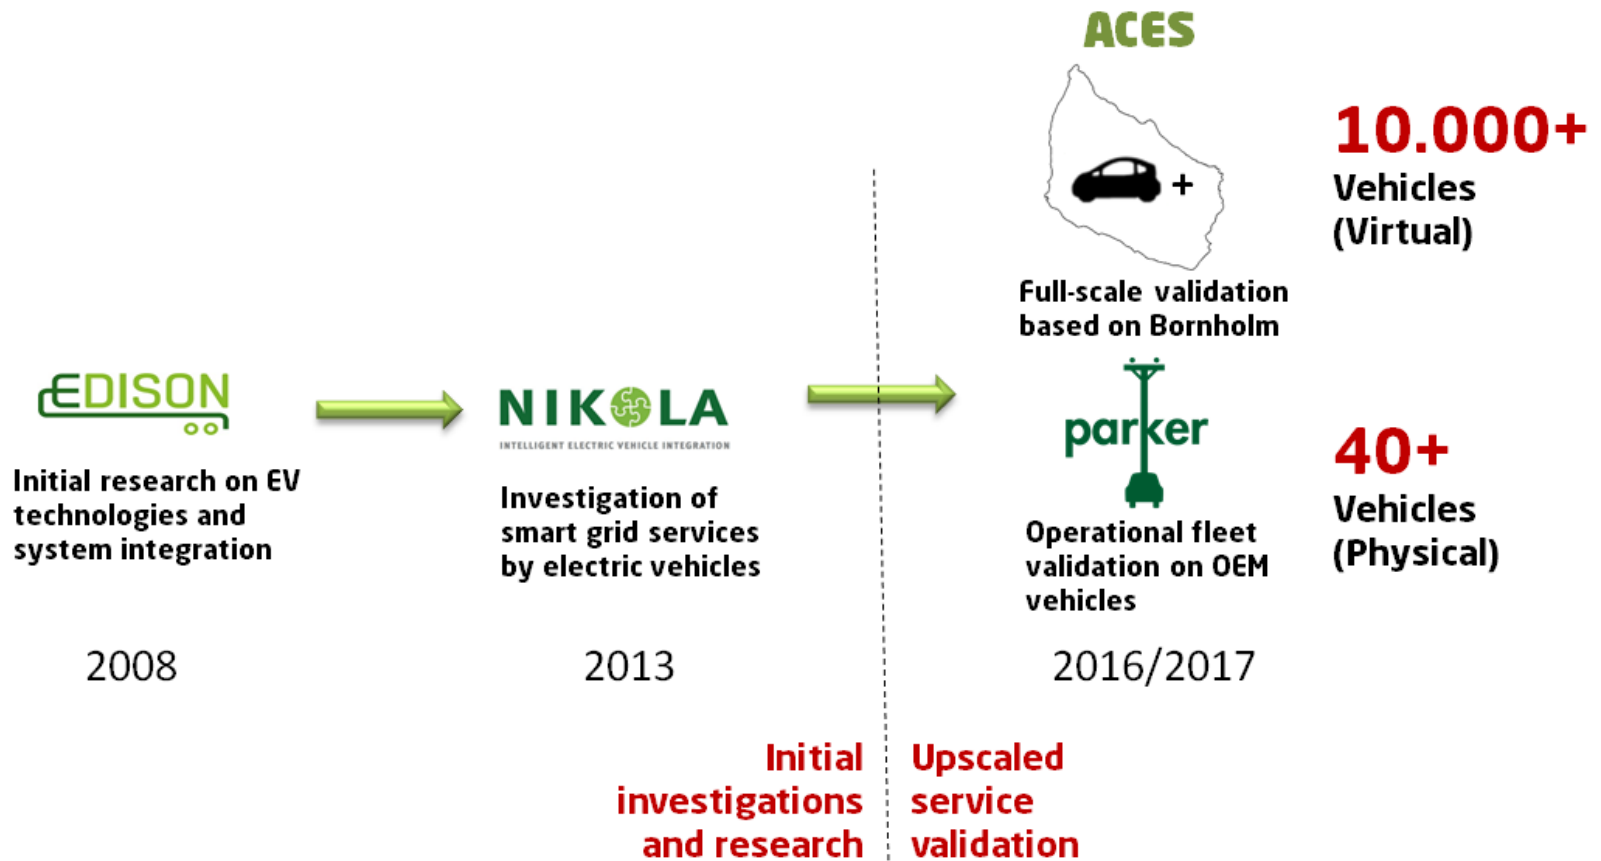 EDISON
Initial research on EV
technologies and
system integration
2008
NIKOLA
INTELLIGENT ELECTRIC VEHICLE INTEGRATION
Investigation of
smart grid services
by electric vehicles
2013
ACES
+
Full-scale validation
based on Bornholm
10.000+
Vehicles
(Virtual)
parker
Operational fleet
validation on OEM
vehicles
40+
Vehicles
(Physical)
2016/2017
Initial
investigations
and research
Upscaled
service
validation